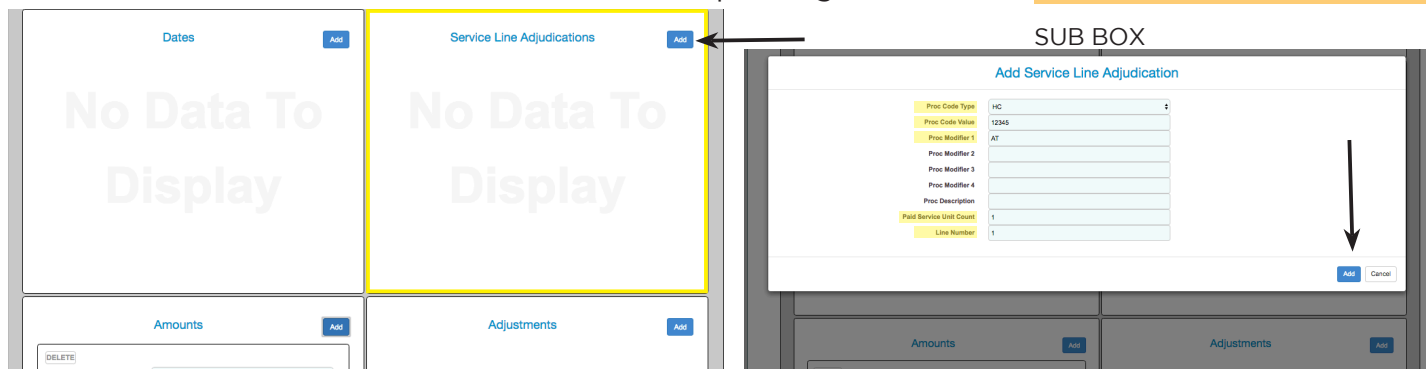 Dates Add
No Data To
Display
Service Line Adjudications Add
No Data To
Display
Amounts Add
DELETE
Adjustments Add
SUB BOX
Add Service Line Adjudication
Proc Code Type HC
Proc Code Value 12345
Proc Modifier 1 AT
Proc Modifier 2
Proc Modifier 3
Proc Modifier 4
Proc Description
Paid Service Unit Count 1
Line Number 1
Add Cancel
Amounts Add
Adjustments Add